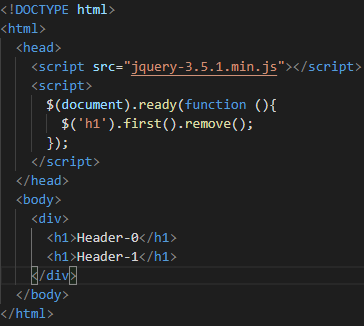 <!DOCTYPE html>
<html>
  <head>
    <script src="jquery-3.5.1.min.js"></script>
    <script>
      $(document).ready(function (){
        $('h1').first().remove();
      });
    </script>
  </head>
  <body>
    <div>
      <h1>Header-0</h1>
      <h1>Header-1</h1>
    </div>
  </body>
</html>